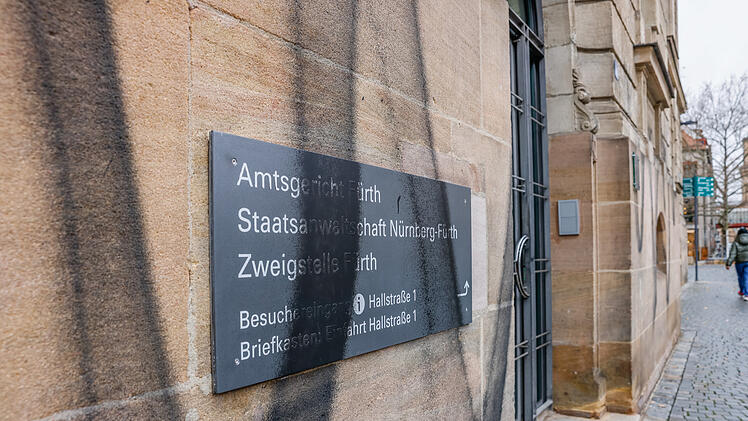 Amtsgericht Fürth
Staatsanwaltschaft Nürnberg-Fürth
Zweigstelle Fürth
Besuchereingang i Hallstraße 1
Briefkasten: Einfahrt Hallstraße 1